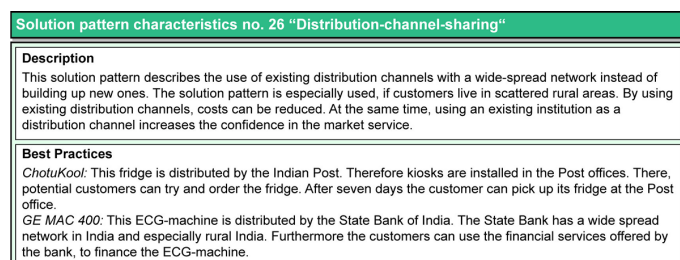 Solution pattern characteristics no. 26 “Distribution-channel-sharing“
Description
This solution pattern describes the use of existing distribution channels with a wide-spread network instead of
building up new ones. The solution pattern is especially used, if customers live in scattered rural areas. By using
existing distribution channels, costs can be reduced. At the same time, using an existing institution as a
distribution channel increases the confidence in the market service.
Best Practices
ChotuKool: This fridge is distributed by the Indian Post. Therefore kiosks are installed in the Post offices. There,
potential customers can try and order the fridge. After seven days the customer can pick up its fridge at the Post
office.
GE MAC 400: This ECG-machine is distributed by the State Bank of India. The State Bank has a wide spread
network in India and especially rural India. Furthermore the customers can use the financial services offered by
the bank, to finance the ECG-machine.